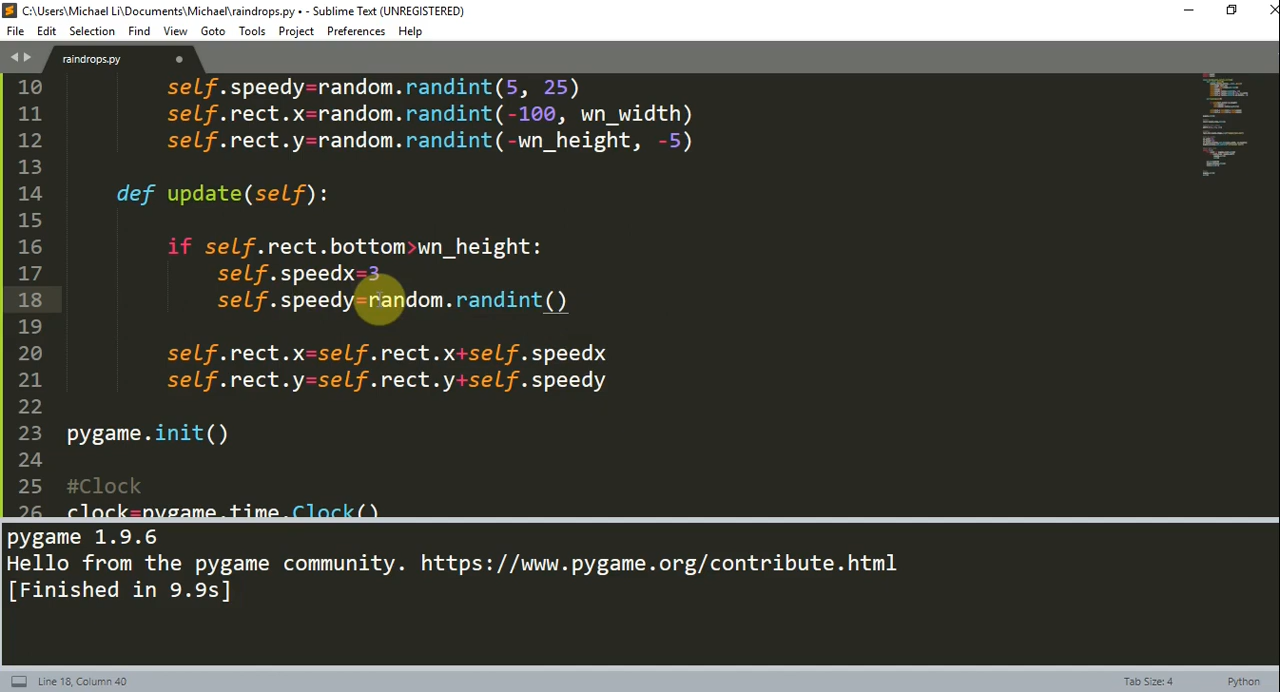 C:\Users\Michael Li\Documents\Michael\raindrops.py • - Sublime Text (UNREGISTERED)
File Edit Selection Find View Goto Tools Project Preferences Help
raindrops.py
10 self.speedy=random.randint(5, 25)
11 self.rect.x=random.randint(-100, wn_width)
12 self.rect.y=random.randint(-wn_height, -5)
13
14 def update(self):
15
16 if self.rect.bottom>wn_height:
17 self.speedx=3
18 self.speedy=random.randint()
19
20 self.rect.x=self.rect.x+self.speedx
21 self.rect.y=self.rect.y+self.speedy
22
23 pygame.init()
24
25 #Clock
26 clock=pygame.time.Clock()
pygame 1.9.6
Hello from the pygame community. https://www.pygame.org/contribute.html
[Finished in 9.9s]
Line 18, Column 40 Tab Size: 4 Python